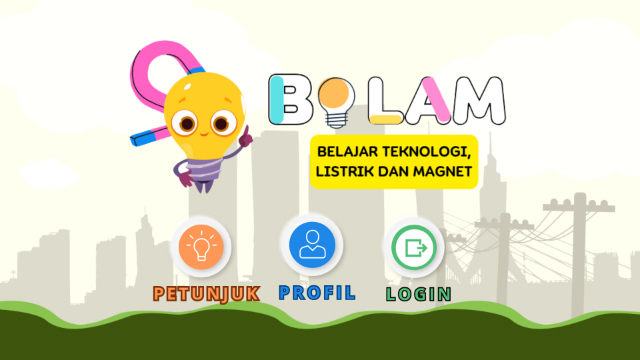 BOLAM
BELAJAR TEKNOLOGI,
LISTRIK DAN MAGNET
PETUNJUK
PROFIL
LOGIN